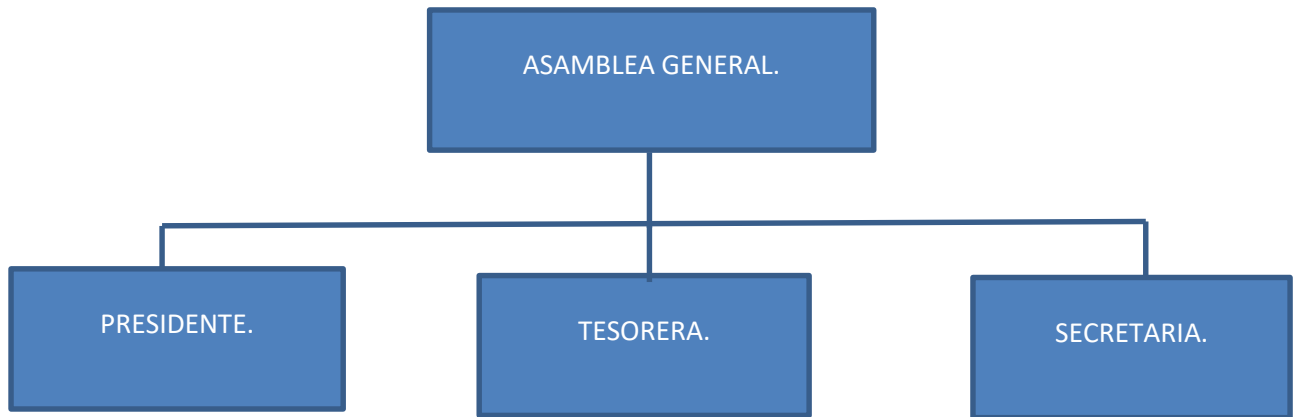 ASAMBLEA GENERAL.
PRESIDENTE.
TESORERA.
SECRETARIA.